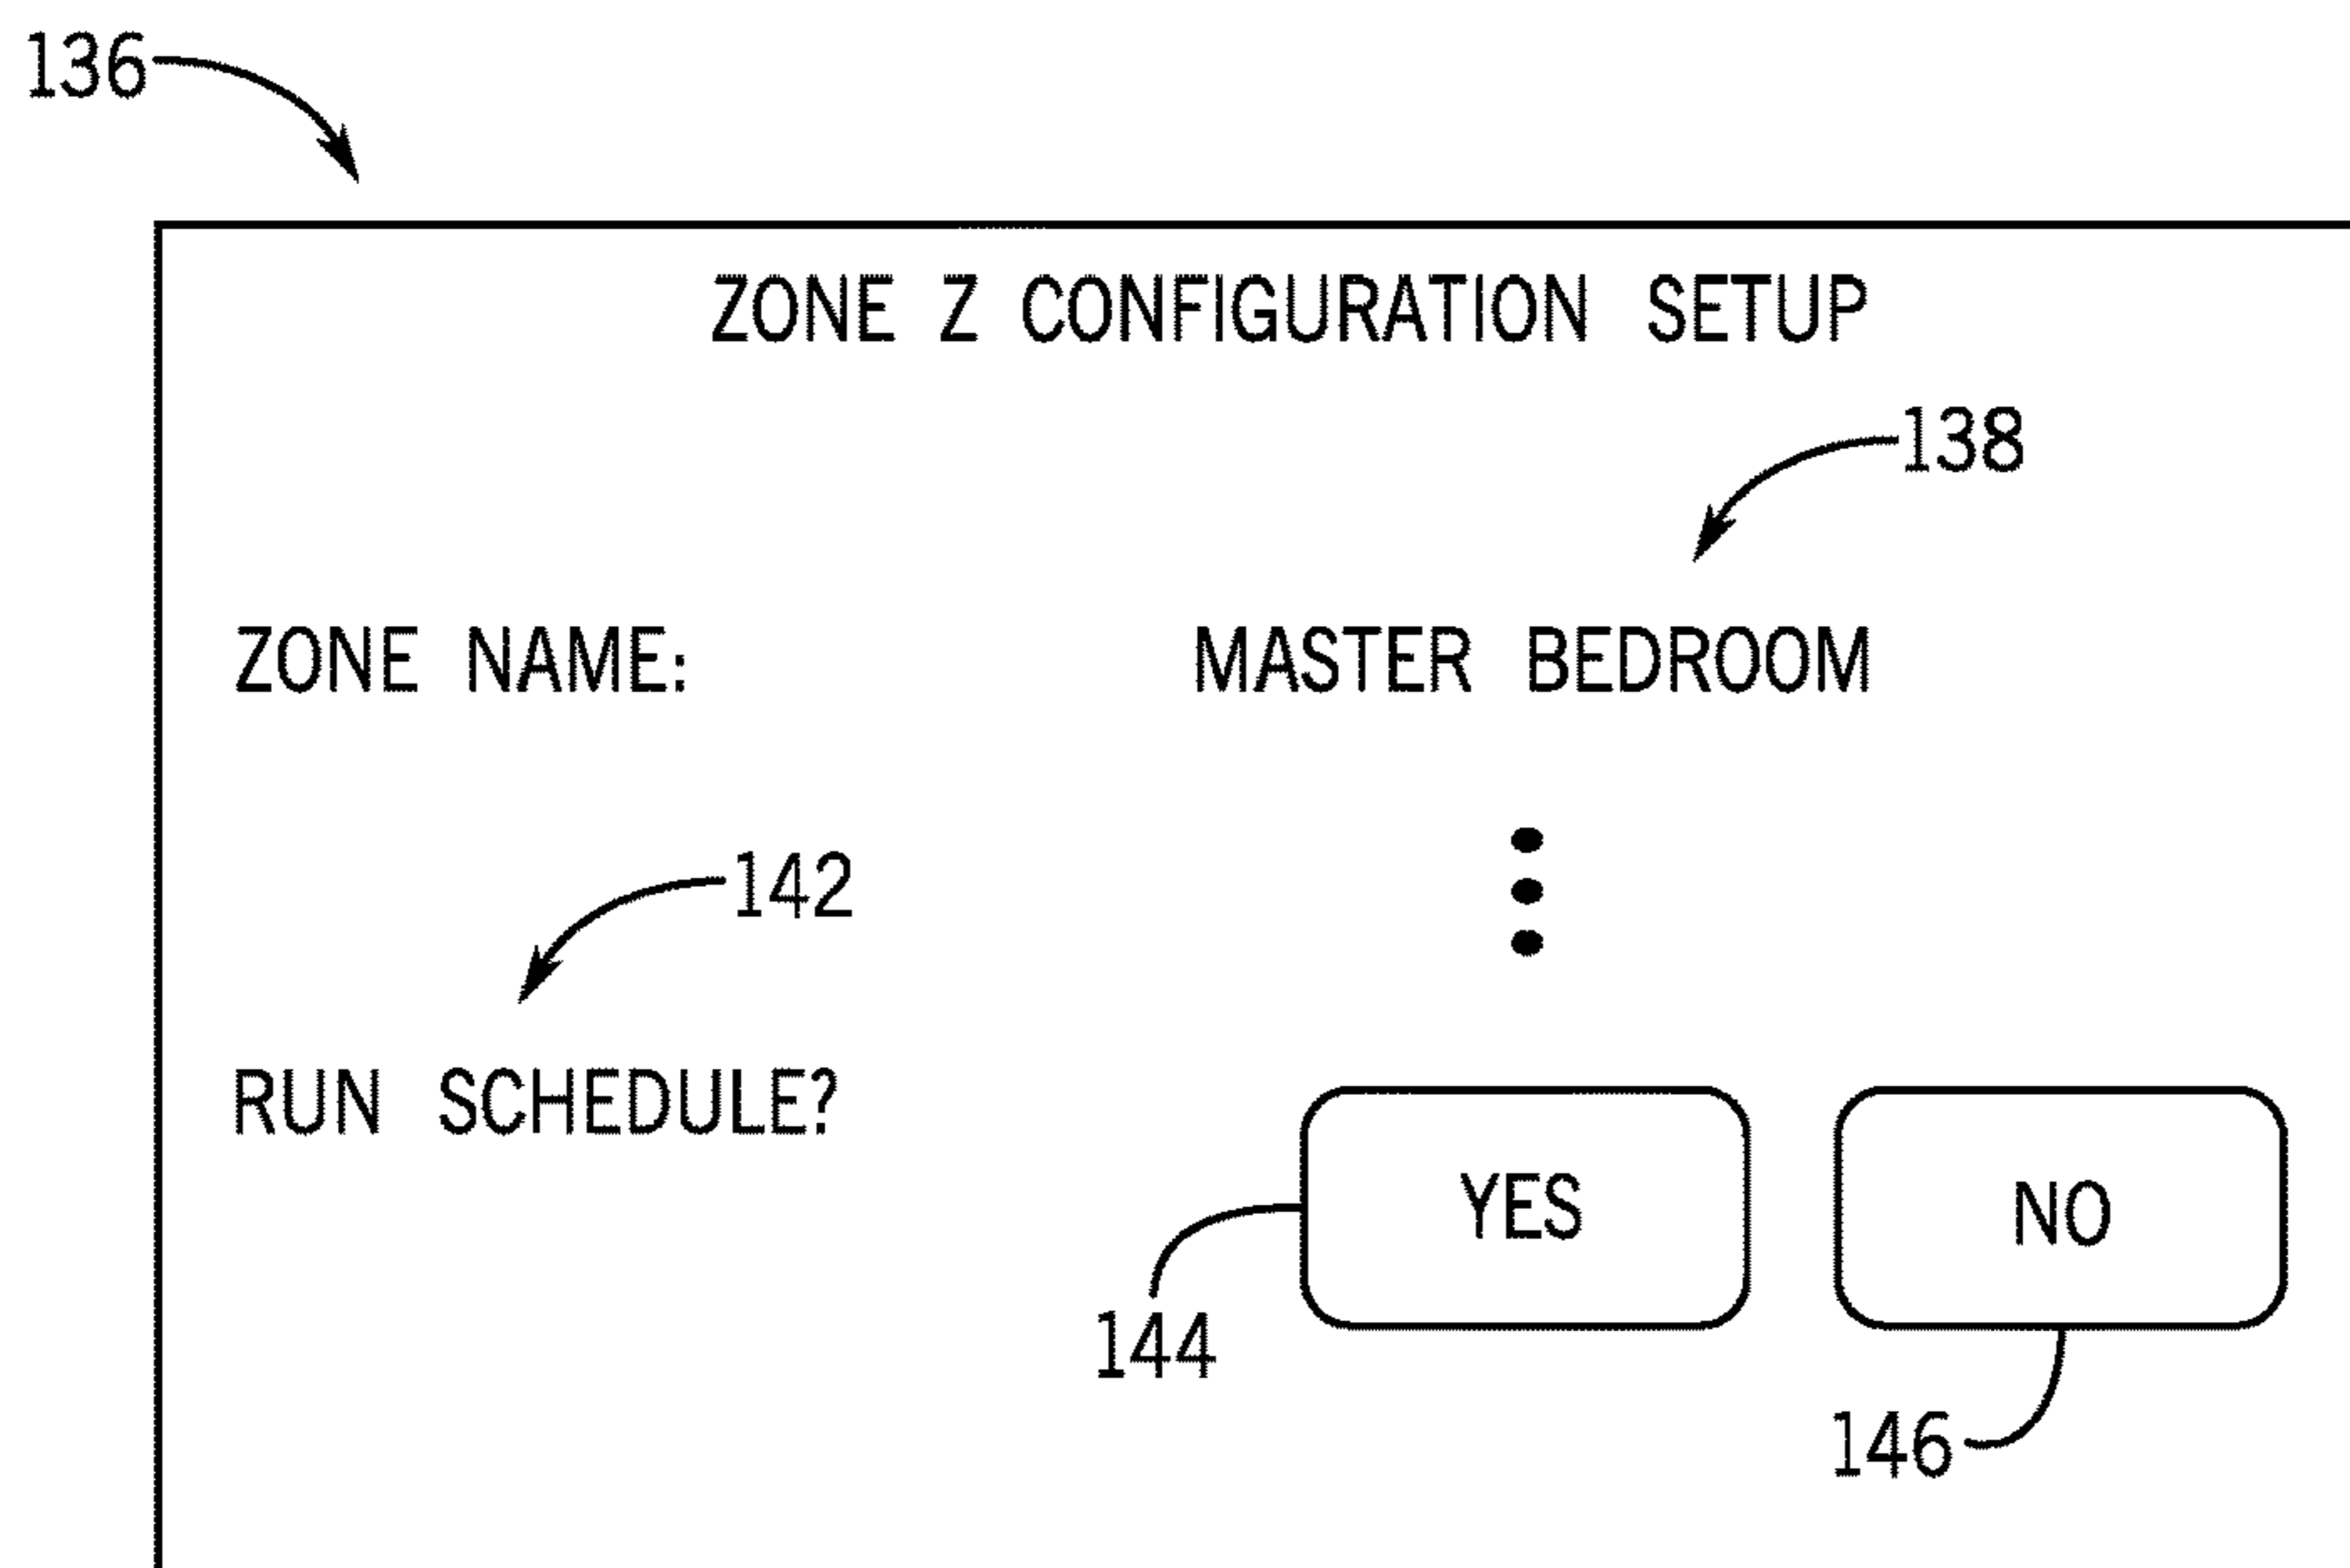 136
ZONE Z CONFIGURATION SETUP
138
ZONE NAME: MASTER BEDROOM
142
RUN SCHEDULE?
YES NO
144
146